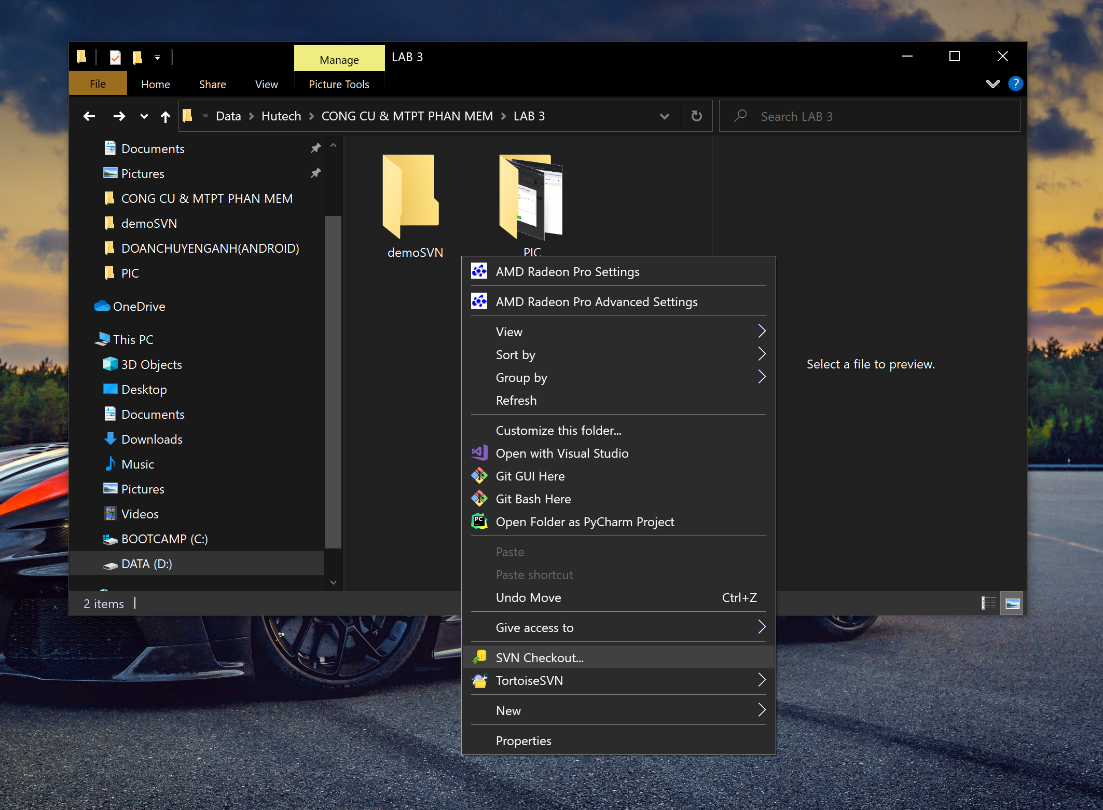 Manage
LAB 3
File
Home
Share
View
Picture Tools
?
«
Data
Hutech
CONG CU & MTPT PHAN MEM
LAB 3
Search LAB 3
Documents
Pictures
CONG CU & MTPT PHAN MEM
demoSVN
DOANCHUYENGANH(ANDROID)
PIC
OneDrive
This PC
3D Objects
Desktop
Documents
Downloads
Music
Pictures
Videos
BOOTCAMP (C:)
DATA (D:)
demoSVN
PIC
Select a file to preview.
AMD Radeon Pro Settings
AMD Radeon Pro Advanced Settings
View
Sort by
Group by
Refresh
Customize this folder...
Open with Visual Studio
Git GUI Here
Git Bash Here
PC
Open Folder as PyCharm Project
Paste
Paste shortcut
Undo Move Ctrl+Z
Give access to
SVN Checkout...
TortoiseSVN
New
Properties
2 items